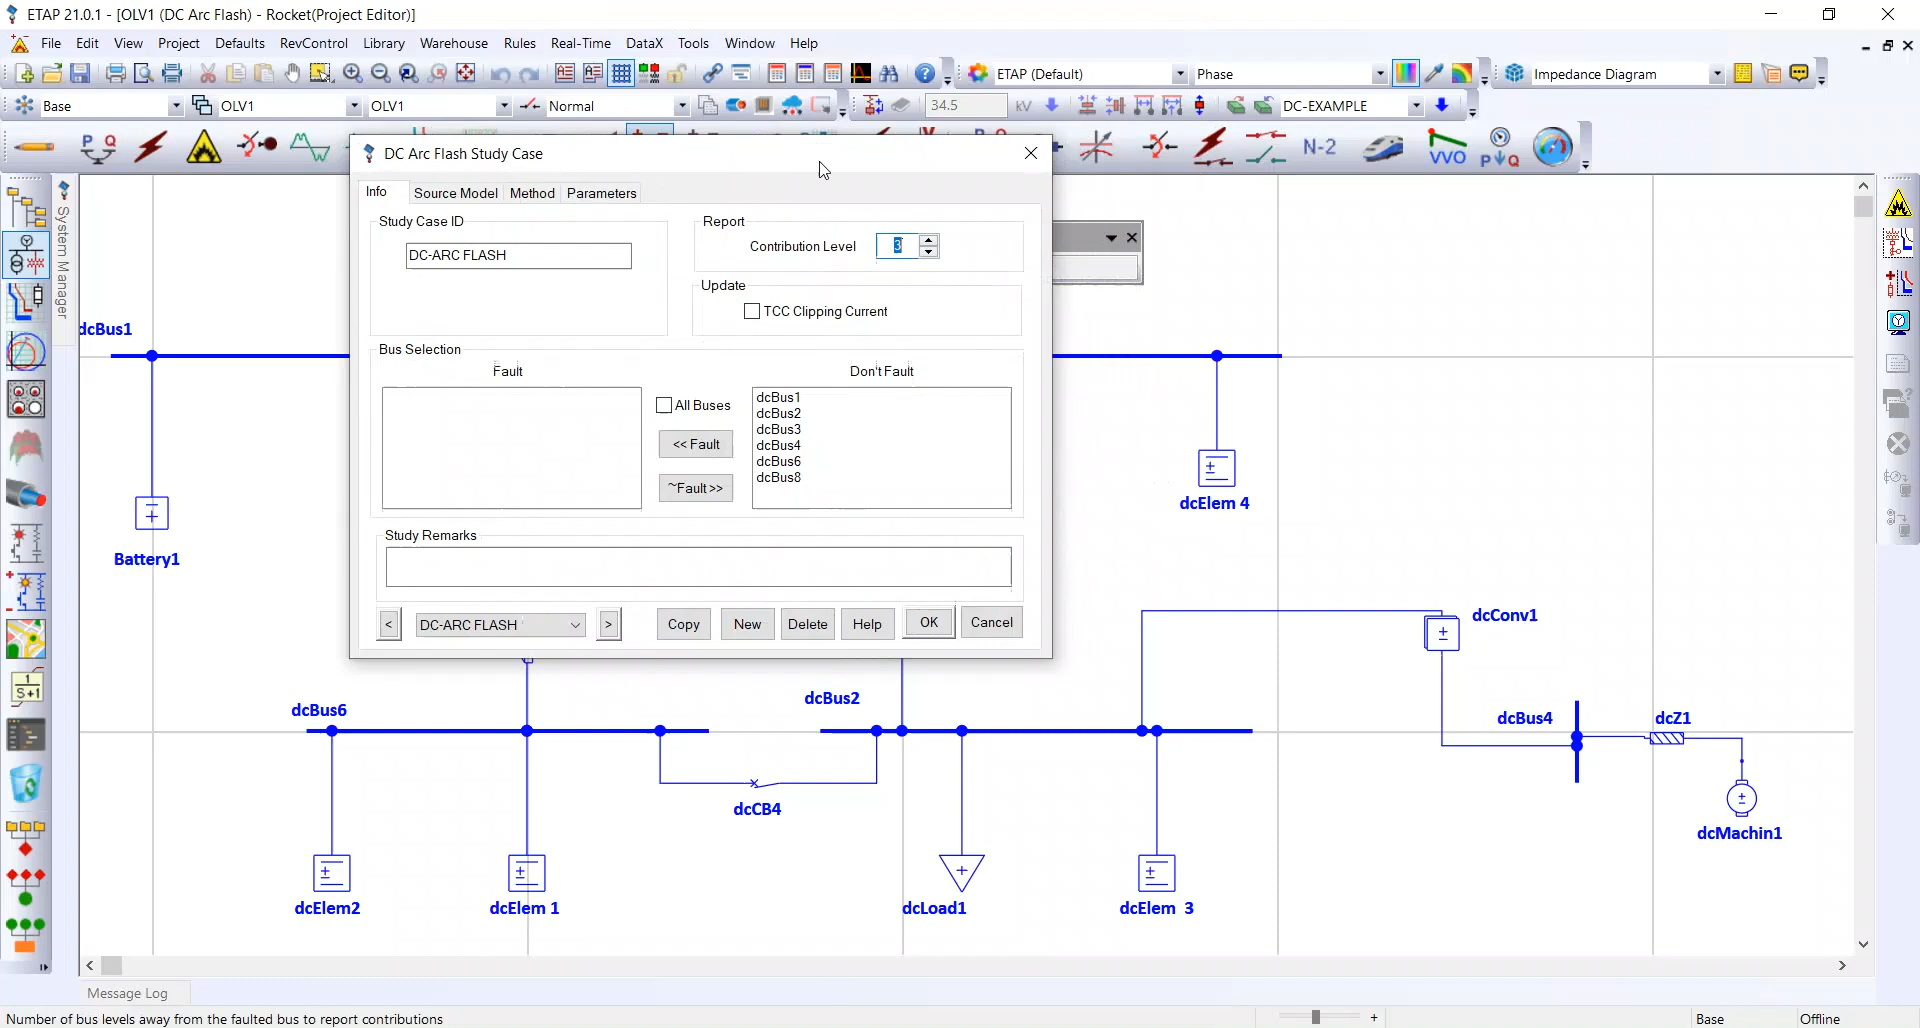 ETAP 21.0.1 - [OLV1 (DC Arc Flash) - Rocket(Project Editor)]
File Edit View Project Defaults RevControl Library Warehouse Rules Real-Time DataX Tools Window Help
ETAP (Default) Phase Impedance Diagram
Base OLV1 OLV1 Normal 34.5 kV DC-EXAMPLE
P Q N-2 VVO P Q
System Manager
DC Arc Flash Study Case
Info Source Model Method Parameters
Study Case ID
DC-ARC FLASH
Report
Contribution Level 3
Update
TCC Clipping Current
Bus Selection
Fault
Don't Fault
All Buses
<< Fault
~Fault >>
dcBus1
dcBus2
dcBus3
dcBus4
dcBus6
dcBus8
Study Remarks
< DC-ARC FLASH > Copy New Delete Help OK Cancel
dcBus1
Battery1
dcElem 4
dcConv1
dcBus6
dcBus2
dcBus4
dcZ1
dcCB4
dcMachin1
dcElem2
dcElem 1
dcLoad1
dcElem 3
1
S+1
Message Log
Number of bus levels away from the faulted bus to report contributions
Base Offline